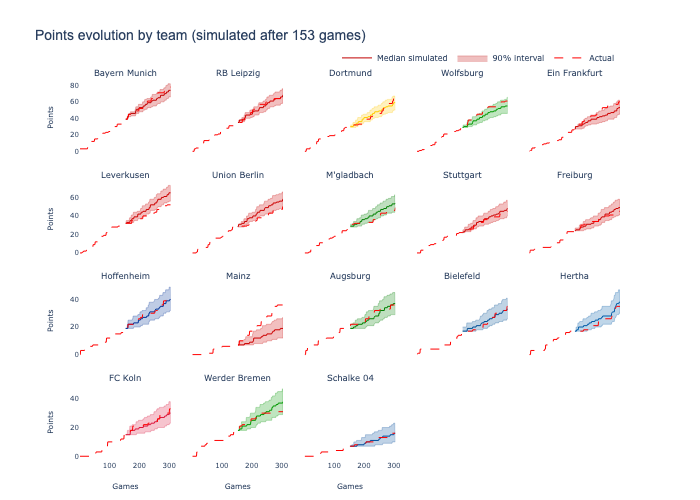 Points evolution by team (simulated after 153 games)
Median simulated 90% interval Actual
Bayern Munich RB Leipzig Dortmund Wolfsburg Ein Frankfurt
Points
80
60
40
20
0
Leverkusen Union Berlin M'gladbach Stuttgart Freiburg
Points
60
40
20
0
Hoffenheim Mainz Augsburg Bielefeld Hertha
Points
40
20
0
FC Koln Werder Bremen Schalke 04
Points
40
20
0
100 200 300 100 200 300 100 200 300
Games Games Games